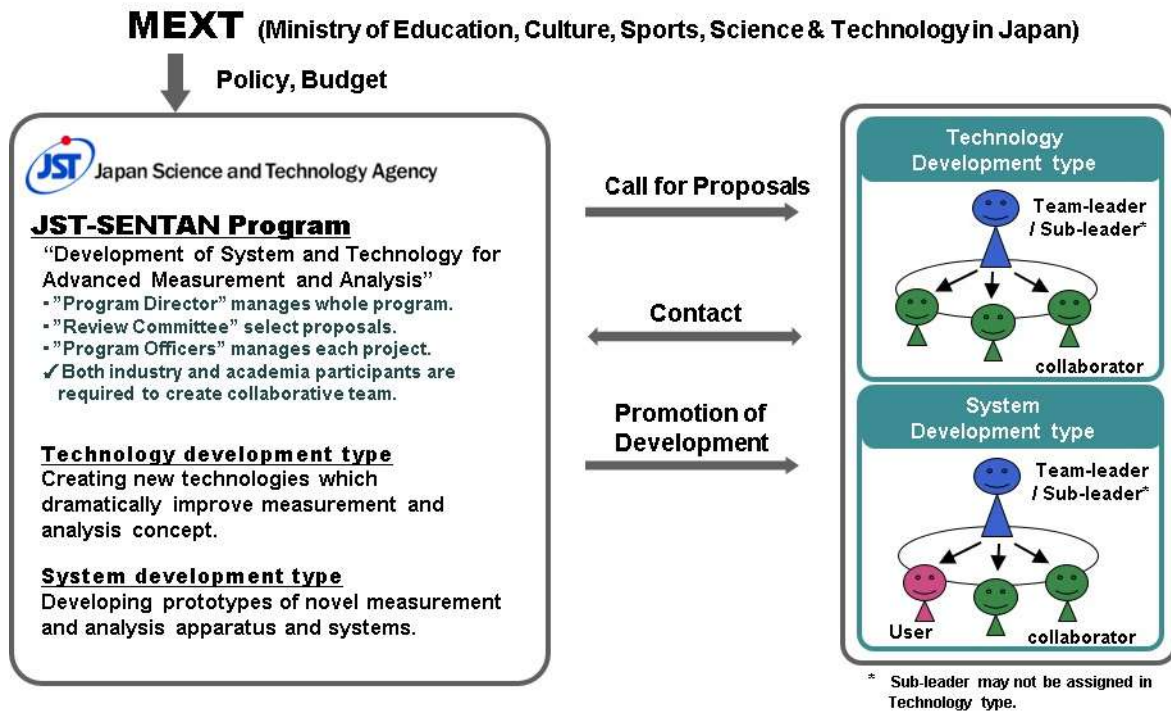 MEXT (Ministry of Education, Culture, Sports, Science & Technology in Japan)
Policy, Budget
JST Japan Science and Technology Agency
JST-SENTAN Program
“Development of System and Technology for
Advanced Measurement and Analysis”
- ”Program Director” manages whole program.
- ”Review Committee” select proposals.
- ”Program Officers” manages each project.
✓Both industry and academia participants are
required to create collaborative team.
Technology development type
Creating new technologies which
dramatically improve measurement and
analysis concept.
System development type
Developing prototypes of novel measurement
and analysis apparatus and systems.
Call for Proposals
Contact
Promotion of
Development
Technology
Development type
Team-leader
/ Sub-leader*
collaborator
System
Development type
Team-leader
/ Sub-leader*
User
collaborator
* Sub-leader may not be assigned in
Technology type.